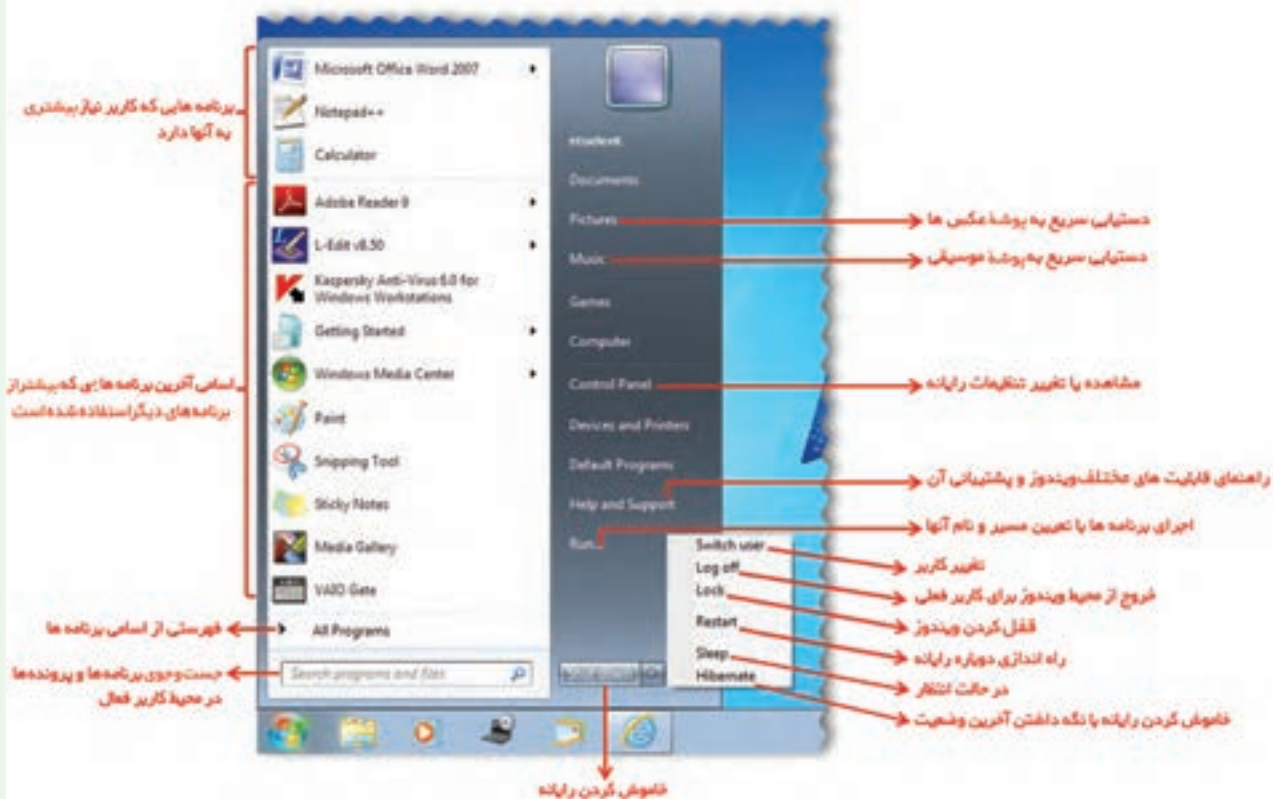 برنامه هایی که کاربر نیاز بیشتری
به آنها دارد
اسامی آخرین برنامه هایی که بیشتر از
برنامه‌های دیگر استفاده شده است
فهرستی از اسامی برنامه ها
جست‌وجوی برنامه‌ها و پرونده‌ها
در محیط کاربر فعال
Microsoft Office Word 2007
Notepad++
Calculator
Adobe Reader 9
L-Edit v8.50
Kaspersky Anti-Virus 6.0 for
Windows Workstations
Getting Started
Windows Media Center
Paint
Snipping Tool
Sticky Notes
Media Gallery
VAIO Gate
All Programs
Search programs and files
student
Documents
Pictures
Music
Games
Computer
Control Panel
Devices and Printers
Default Programs
Help and Support
Run...
Switch user
Log off
Lock
Restart
Sleep
Hibernate
دستیابی سریع به پوشهٔ عکس ها
دستیابی سریع به پوشهٔ موسیقی
مشاهده یا تغییر تنظیمات رایانه
راهنمای قابلیت های مختلف ویندوز و پشتیبانی آن
اجرای برنامه ها با تعیین مسیر و نام آنها
تغییر کاربر
خروج از محیط ویندوز برای کاربر فعلی
قفل کردن ویندوز
راه اندازی دوباره رایانه
در حالت انتظار
خاموش کردن رایانه با نگه داشتن آخرین وضعیت
خاموش کردن رایانه